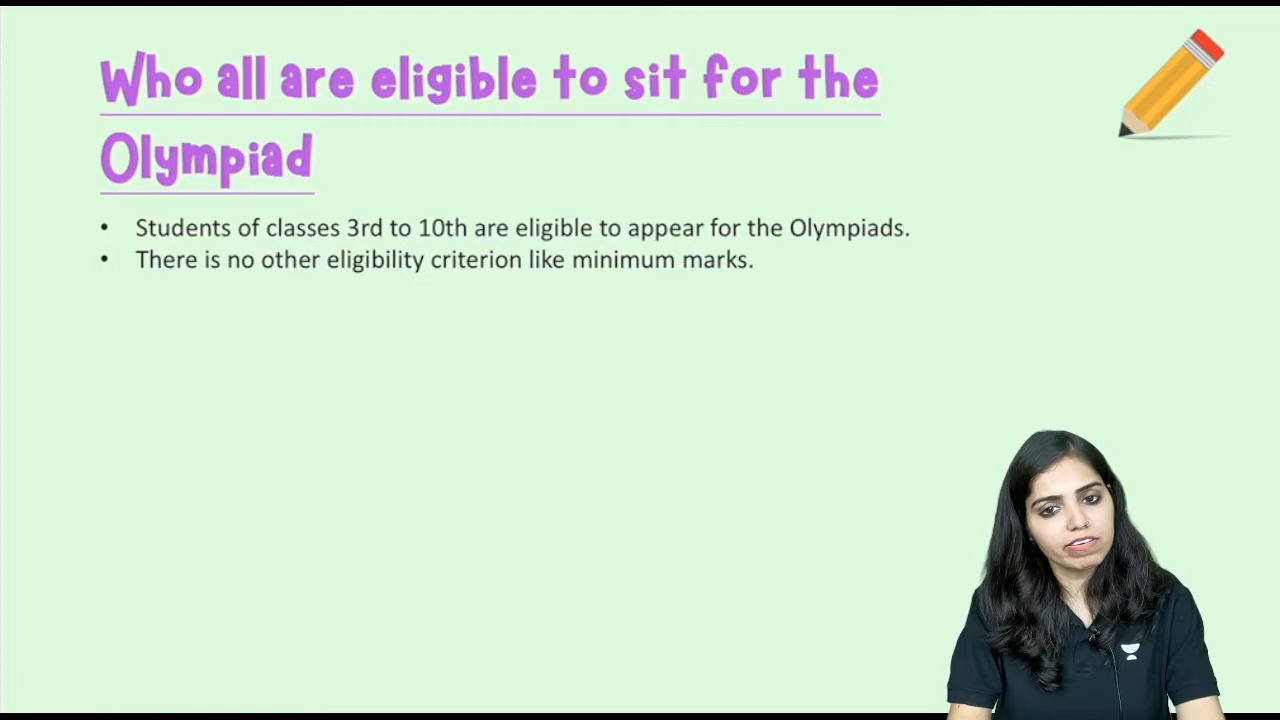 Who all are eligible to sit for the
Olympiad
• Students of classes 3rd to 10th are eligible to appear for the Olympiads.
• There is no other eligibility criterion like minimum marks.